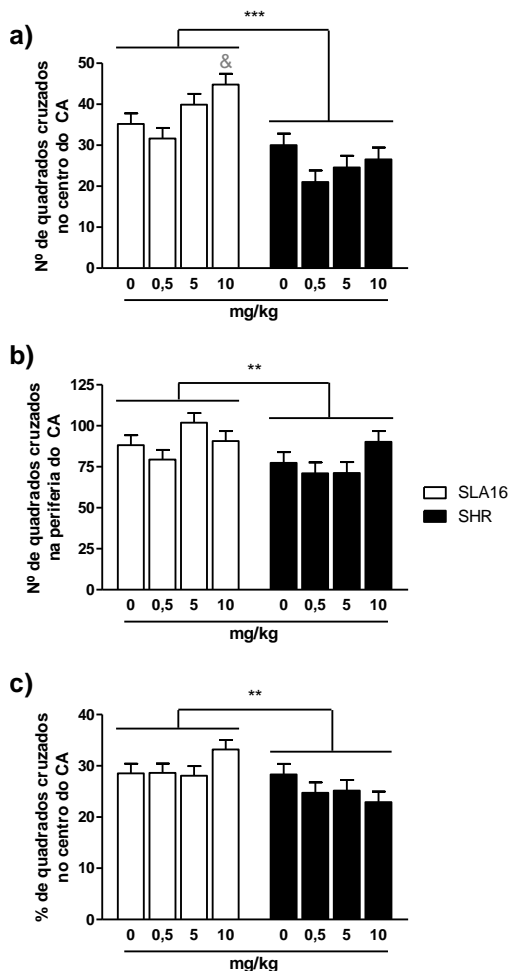 a)
***
&
Nº de quadrados cruzados
no centro do CA
50
40
30
20
10
0
0 0,5 5 10 0 0,5 5 10
mg/kg
b)
**
Nº de quadrados cruzados
na periferia do CA
125
100
75
50
25
0
0 0,5 5 10 0 0,5 5 10
mg/kg
SLA16
SHR
c)
**
% de quadrados cruzados
no centro do CA
40
30
20
10
0
0 0,5 5 10 0 0,5 5 10
mg/kg